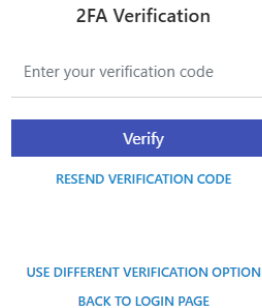 2FA Verification
Enter your verification code
Verify
RESEND VERIFICATION CODE
USE DIFFERENT VERIFICATION OPTION
BACK TO LOGIN PAGE